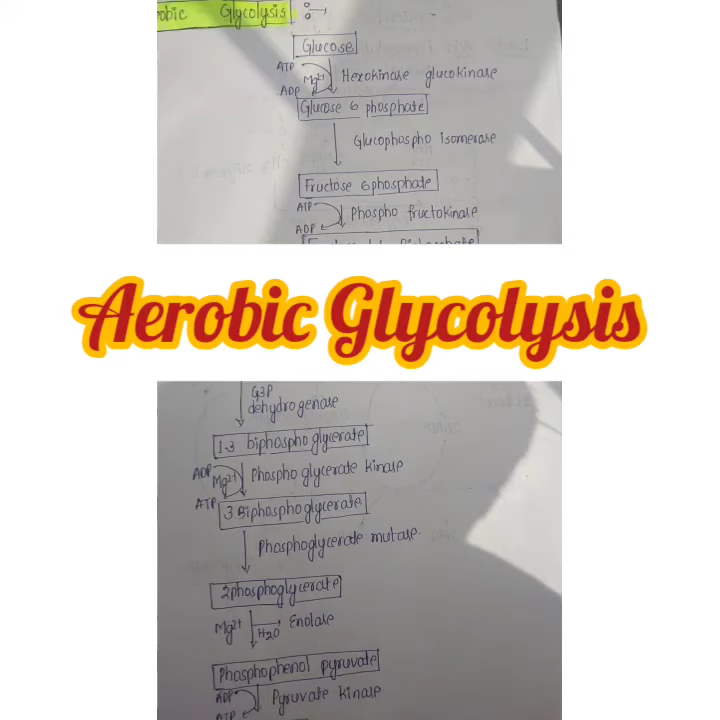 obic Glycolysis
Glucose
ATP
Mg2+ Hexokinase glucokinase
ADP
Glucose 6 phosphate
Glucophospho isomerase
Fructose 6phosphate
ATP
Phospho fructokinase
ADP
Aerobic Glycolysis
G3P
dehydrogenase
1.3 biphospho glycerate
ADP
Mg2+ Phospho glycerate kinase
ATP
3 Biphosphoglycerate
Phosphoglycerate mutase.
2phosphoglycerate
Mg2+ H2O Enolase
Phosphophenol pyruvate
ADP
Pyruvate kinase
ATP